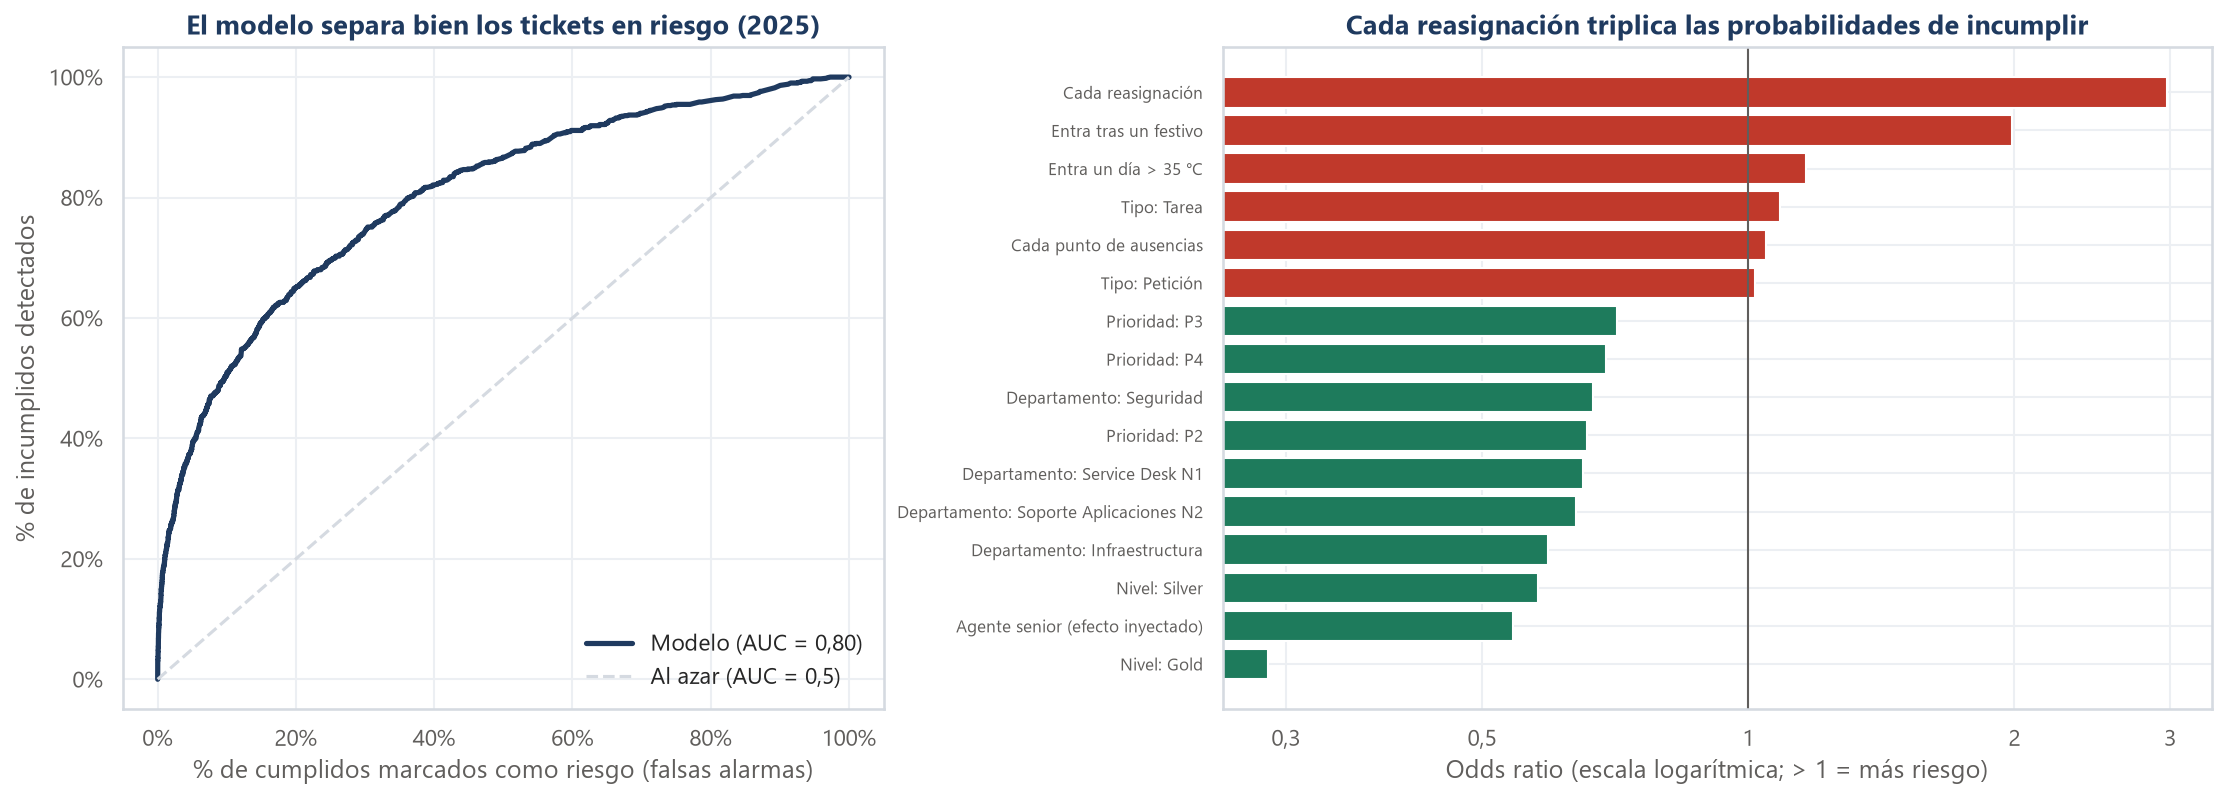 El modelo separa bien los tickets en riesgo (2025)
100%
80%
60%
40%
20%
0%
% de incumplidos detectados
Modelo (AUC = 0,80)
Al azar (AUC = 0,5)
0%
20%
40%
60%
80%
100%
% de cumplidos marcados como riesgo (falsas alarmas)
Cada reasignación triplica las probabilidades de incumplir
Cada reasignación
Entra tras un festivo
Entra un día > 35 °C
Tipo: Tarea
Cada punto de ausencias
Tipo: Petición
Prioridad: P3
Prioridad: P4
Departamento: Seguridad
Prioridad: P2
Departamento: Service Desk N1
Departamento: Soporte Aplicaciones N2
Departamento: Infraestructura
Nivel: Silver
Agente senior (efecto inyectado)
Nivel: Gold
0,3
0,5
1
2
3
Odds ratio (escala logarítmica; > 1 = más riesgo)